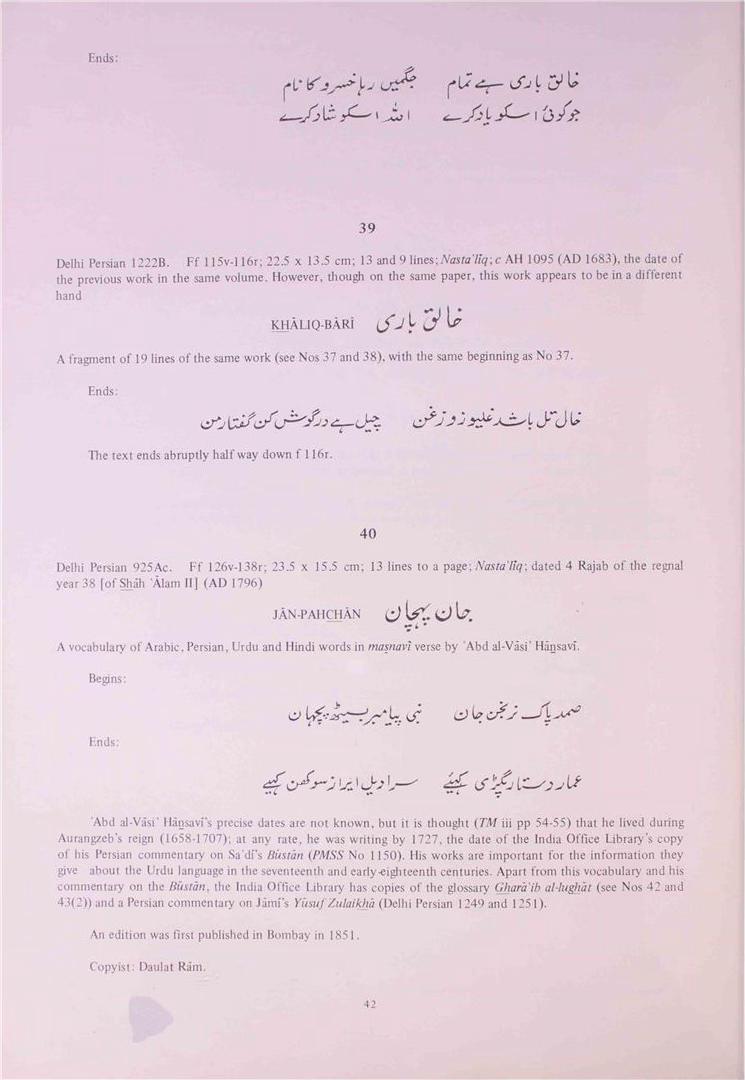 Ends:
خالق باری ہے تمام جگمیں رہا خسرو کا نام
جو کوئی اسکو یاد کرے اللہ اسکو شاد کرے
39
Delhi Persian 1222B. Ff 115v-116r; 22.5 x 13.5 cm; 13 and 9 lines; Nasta'līq; c AH 1095 (AD 1683), the date of
the previous work in the same volume. However, though on the same paper, this work appears to be in a different
hand
KHĀLIQ-BĀRĪ خالق باری
A fragment of 19 lines of the same work (see Nos 37 and 38), with the same beginning as No 37.
Ends:
خال تل باشد غلیوز و زغن چیل ہے در گوش کن گفتار من
The text ends abruptly half way down f 116r.
40
Delhi Persian 925Ac. Ff 126v-138r; 23.5 x 15.5 cm; 13 lines to a page; Nasta'līq; dated 4 Rajab of the regnal
year 38 [of Shāh 'Ālam II] (AD 1796)
JĀN-PAHCHĀN جان پہچان
A vocabulary of Arabic, Persian, Urdu and Hindi words in maṣnavī verse by 'Abd al-Vāsi' Hāṉsavī.
Begins:
صمد پاک نرنجن جان نبی پیامبر بسیٹھ پچھان
Ends:
دستار پگڑی کہیئے کہیے
'Abd al-Vāsi' Hāṉsavī's precise dates are not known, but it is thought (TM iii pp 54-55) that he lived during
Aurangzeb's reign (1658-1707); at any rate, he was writing by 1727, the date of the India Office Library's copy
of his Persian commentary on Sa'dī's Būstān (PMSS No 1150). His works are important for the information they
give about the Urdu language in the seventeenth and early-eighteenth centuries. Apart from this vocabulary and his
commentary on the Būstān, the India Office Library has copies of the glossary Gharā'ib al-lughāt (see Nos 42 and
43(2)) and a Persian commentary on Jāmī's Yūsuf Zulaikhā (Delhi Persian 1249 and 1251).
An edition was first published in Bombay in 1851.
Copyist: Daulat Rām.
42